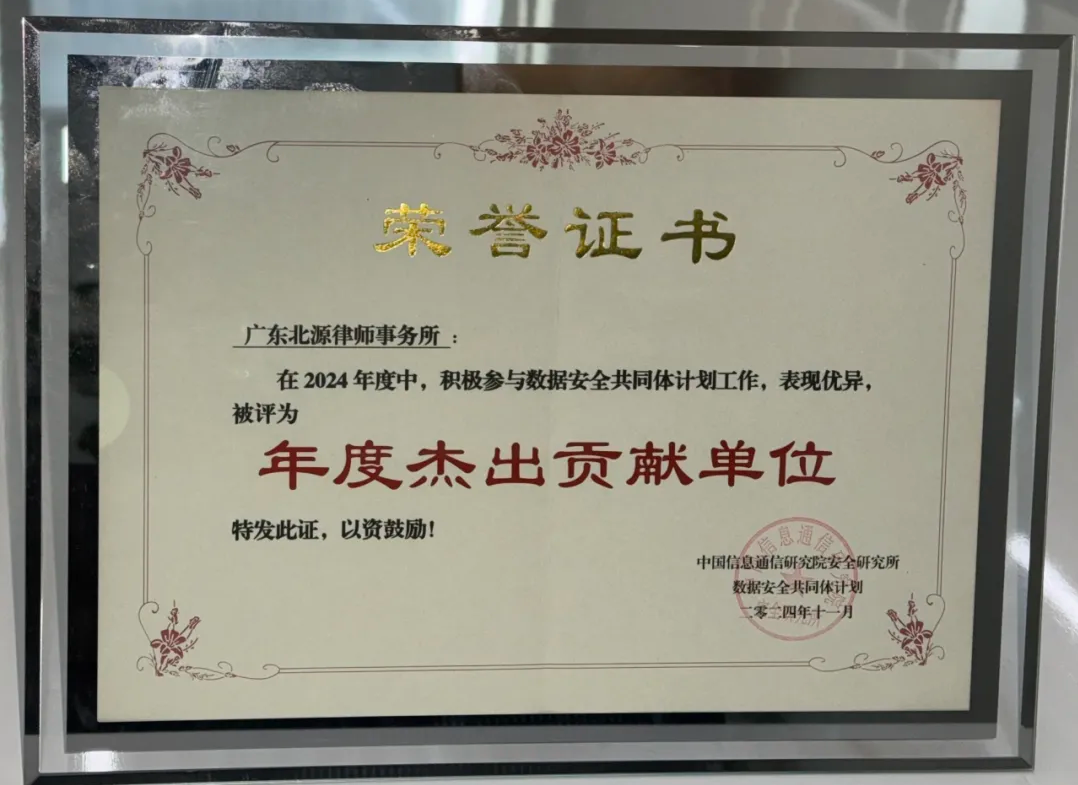 荣誉证书
广东北源律师事务所：
在2024年度中，积极参与数据安全共同体计划工作，表现优异，
被评为
年度杰出贡献单位
特发此证，以资鼓励！
中国信息通信研究院安全研究所
数据安全共同体计划
二零二四年十一月